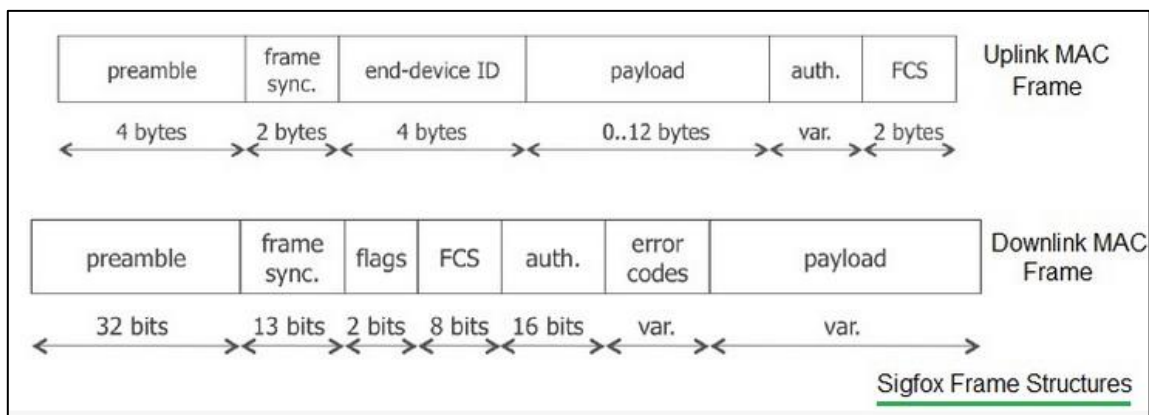 preamble
frame
sync.
end-device ID
payload
auth.
FCS
Uplink MAC
Frame
4 bytes
2 bytes
4 bytes
0..12 bytes
var.
2 bytes
preamble
frame
sync.
flags
FCS
auth.
error
codes
payload
Downlink MAC
Frame
32 bits
13 bits
2 bits
8 bits
16 bits
var.
var.
Sigfox Frame Structures